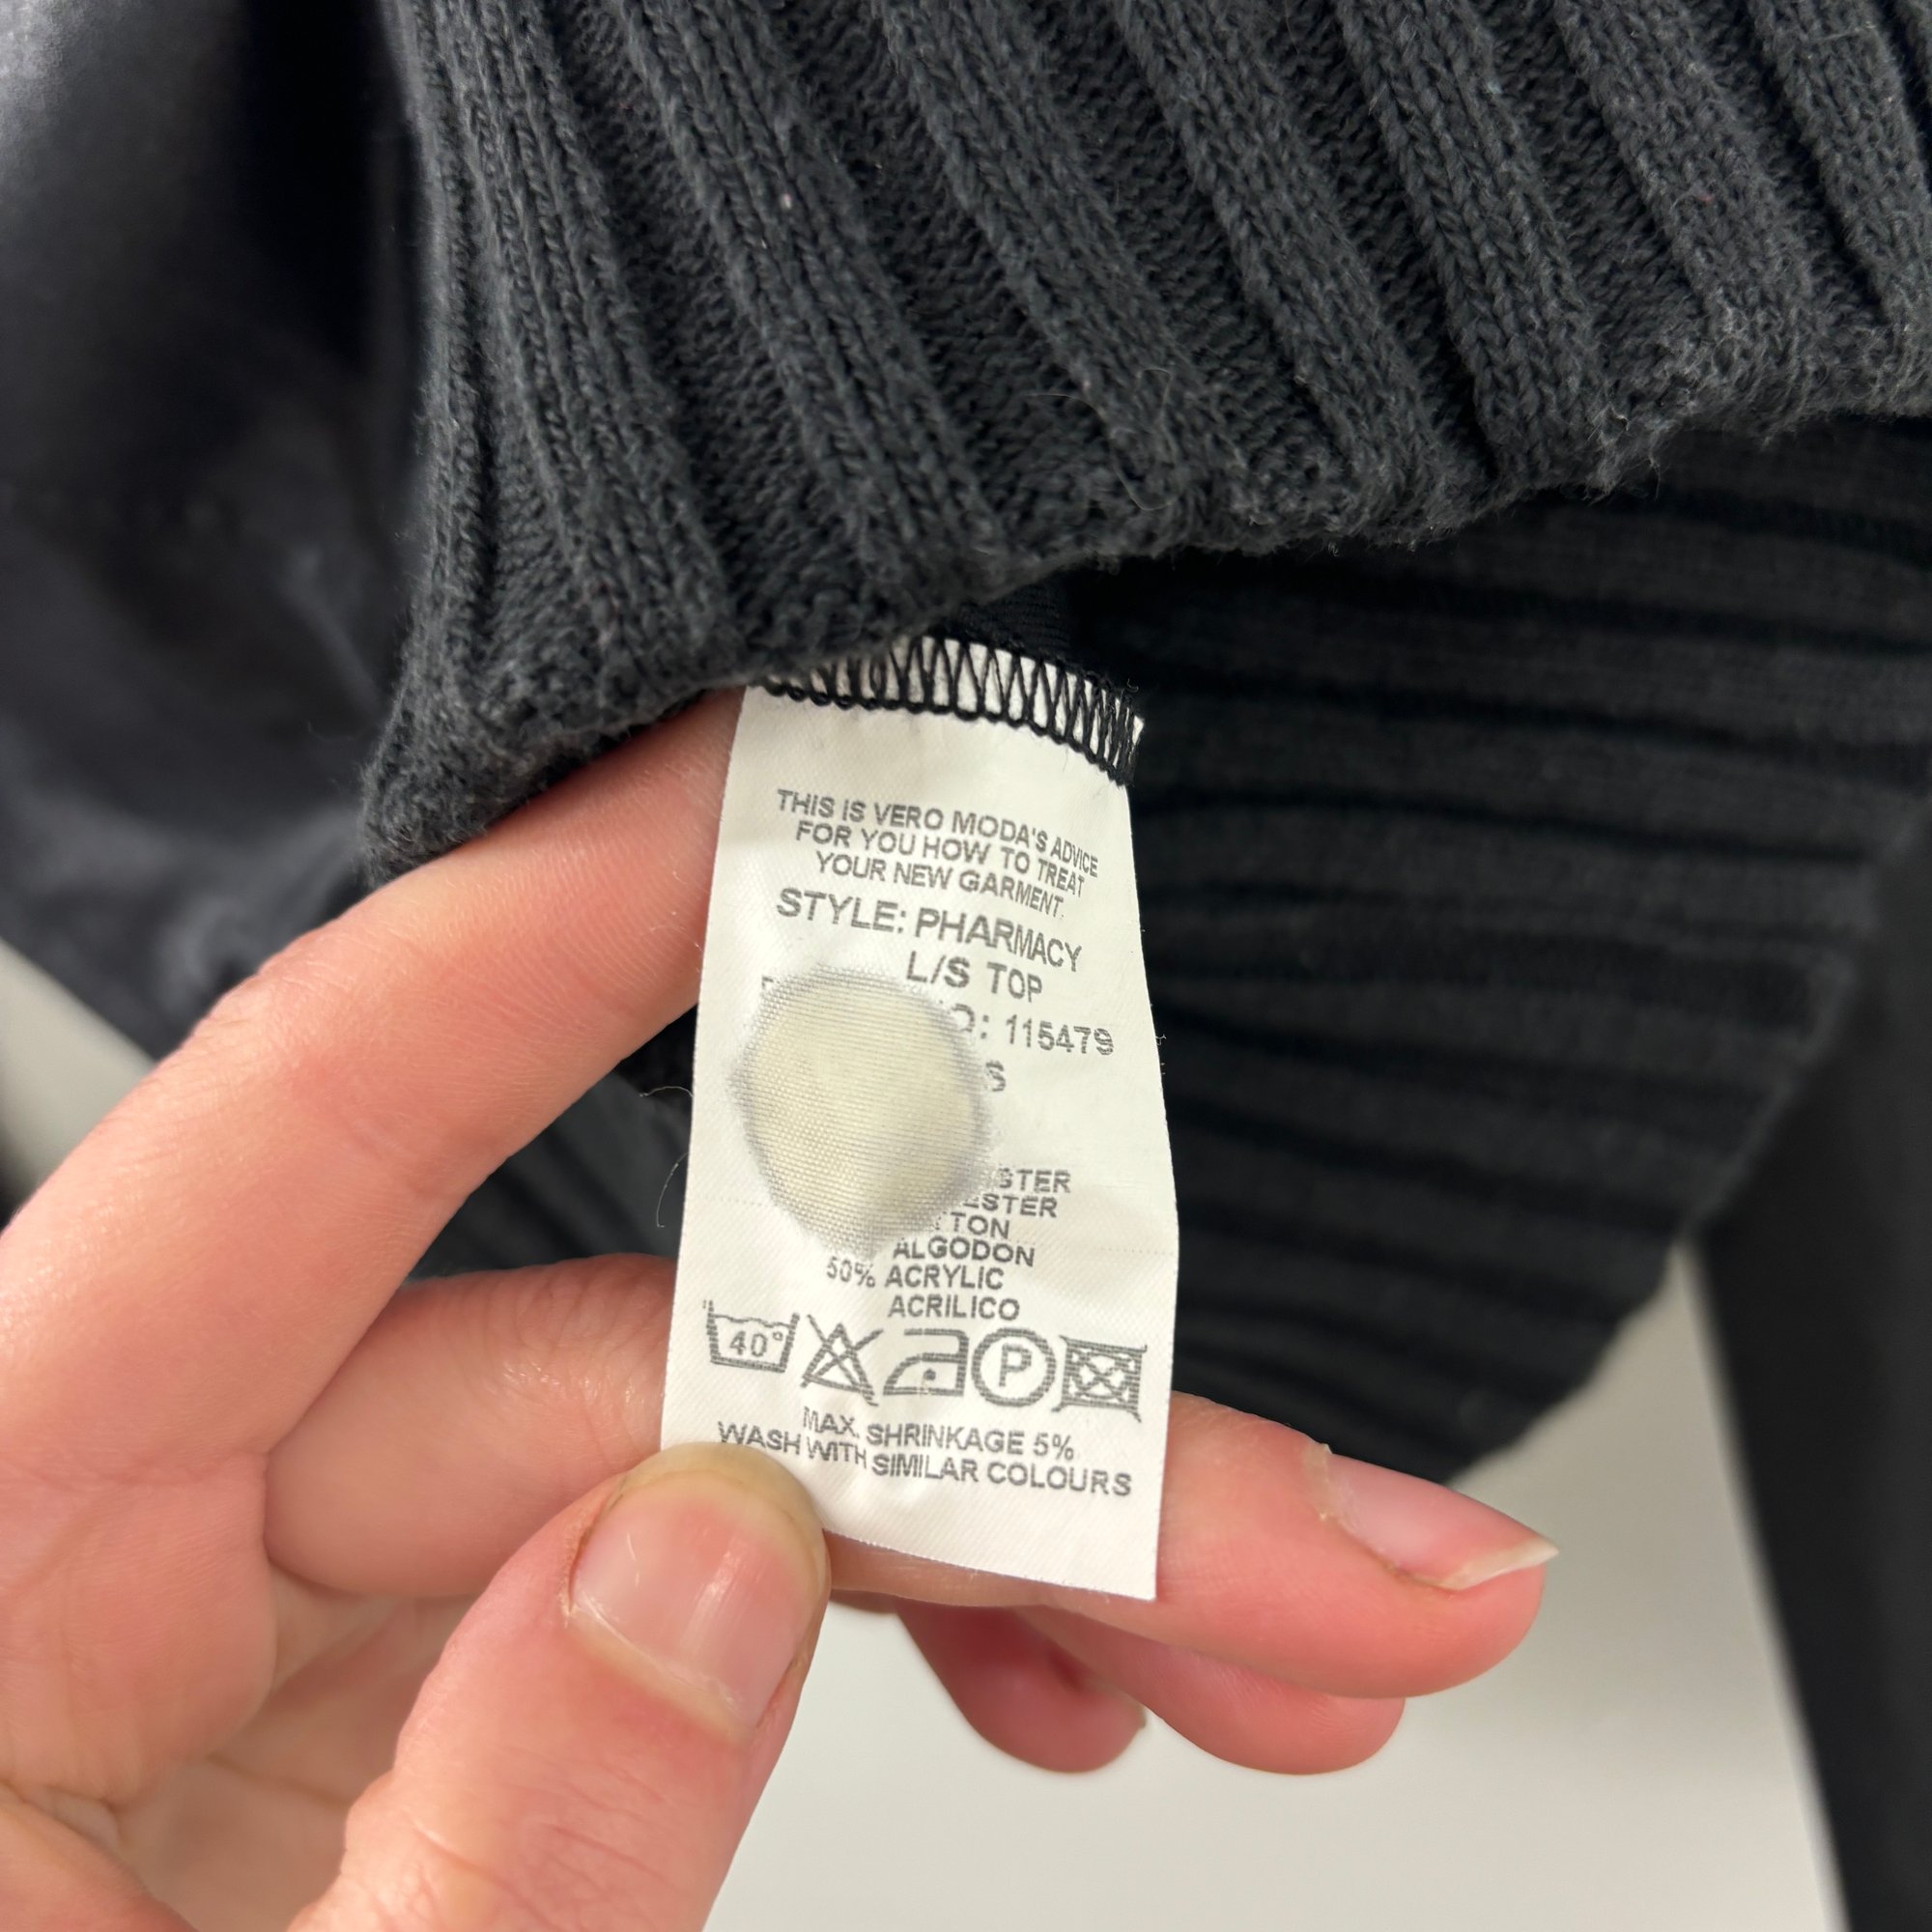 THIS IS VERO MODA'S ADVICE
FOR YOU HOW TO TREAT
YOUR NEW GARMENT.
STYLE: PHARMACY
L/S TOP
115479
S
ALGODON
50% ACRYLIC
ACRILICO
40° P
MAX. SHRINKAGE 5%
WASH WITH SIMILAR COLOURS